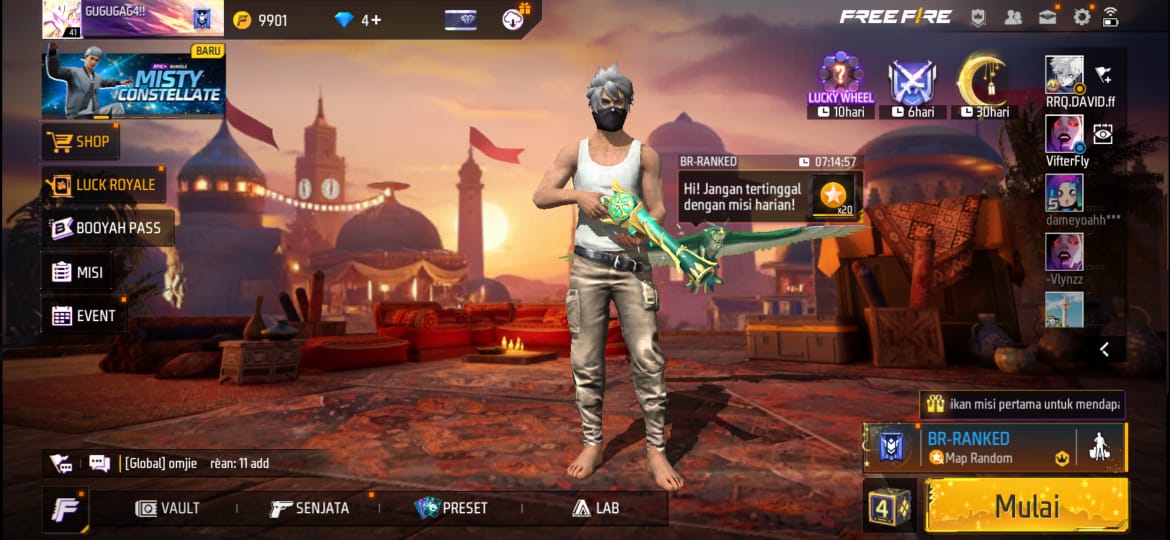 GUGUGAG4!!
41
9901
4+
FREE FIRE
BARU
EPIC+ BUNDLE
MISTY
CONSTELLATE
SHOP
LUCK ROYALE
BOOYAH PASS
MISI
EVENT
LUCKY WHEEL
10hari
6hari
30hari
RRQ.DAVID.ff
VifterFly
dameyoahh***
-Vlynzz
BR-RANKED
07:14:57
Hi! Jangan tertinggal
dengan misi harian!
x20
[Global] omjie rèan: 11 add
VAULT
SENJATA
PRESET
LAB
ikan misi pertama untuk mendapa
BR-RANKED
Map Random
4
Mulai